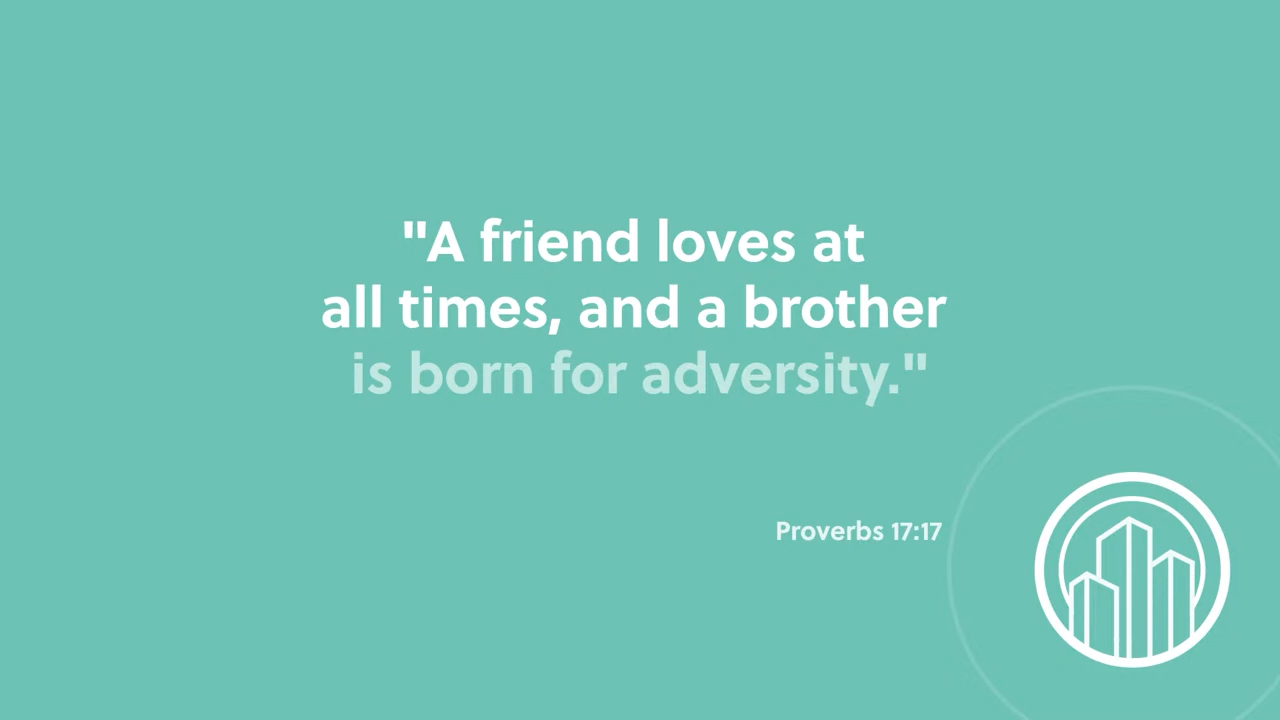 "A friend loves at
all times, and a brother
is born for adversity."
Proverbs 17:17